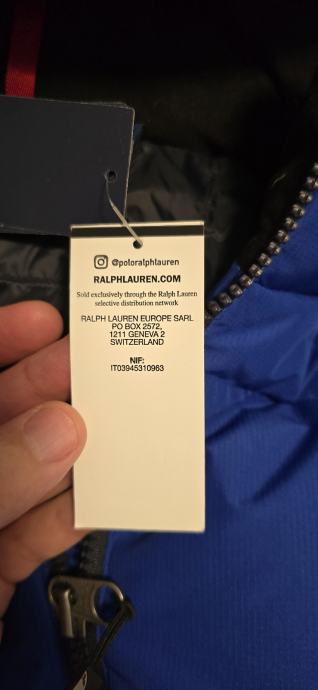 @poloralphlauren
RALPHLAUREN.COM
Sold exclusively through the Ralph Lauren
selective distribution network
RALPH LAUREN EUROPE SARL
PO BOX 2572,
1211 GENEVA 2
SWITZERLAND
NIF:
IT03945310963